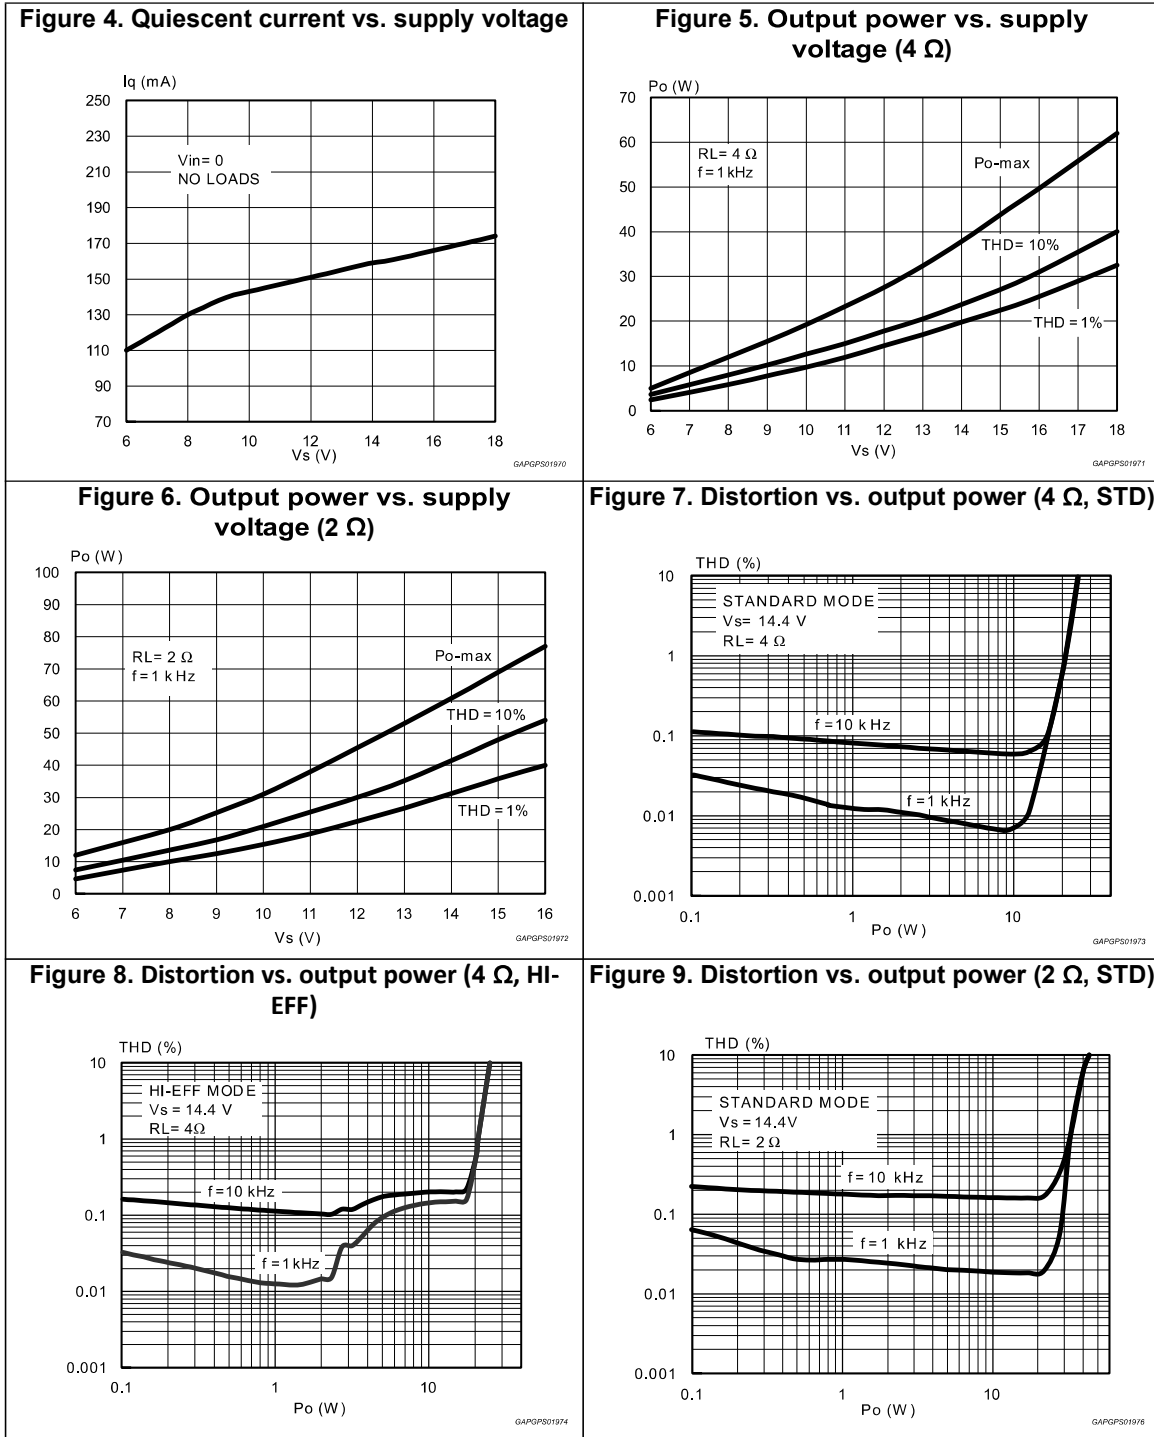 Figure 4. Quiescent current vs. supply voltage
Iq (mA)
250
230
210
190
170
150
130
110
90
70
Vin= 0
NO LOADS
6 8 10 12 14 16 18
Vs (V)
GAPGPS01970
Figure 5. Output power vs. supply
voltage (4 Ω)
Po (W)
70
60
50
40
30
20
10
0
RL= 4 Ω
f = 1 kHz
Po-max
THD= 10%
THD = 1%
6 7 8 9 10 11 12 13 14 15 16 17 18
Vs (V)
GAPGPS01971
Figure 6. Output power vs. supply
voltage (2 Ω)
Po (W)
100
90
80
70
60
50
40
30
20
10
0
RL= 2 Ω
f = 1 kHz
Po-max
THD = 10%
THD = 1%
6 7 8 9 10 11 12 13 14 15 16
Vs (V)
GAPGPS01972
Figure 7. Distortion vs. output power (4 Ω, STD)
THD (%)
10
1
0.1
0.01
0.001
STANDARD MODE
Vs= 14.4 V
RL= 4 Ω
f = 10 kHz
f = 1 kHz
0.1 1 10
Po (W)
GAPGPS01973
Figure 8. Distortion vs. output power (4 Ω, HI-
EFF)
THD (%)
10
1
0.1
0.01
0.001
HI-EFF MODE
Vs = 14.4 V
RL= 4Ω
f = 10 kHz
f = 1 kHz
0.1 1 10
Po (W)
GAPGPS01974
Figure 9. Distortion vs. output power (2 Ω, STD)
THD (%)
10
1
0.1
0.01
0.001
STANDARD MODE
Vs = 14.4V
RL= 2 Ω
f = 10 kHz
f = 1 kHz
0.1 1 10
Po (W)
GAPGPS01976